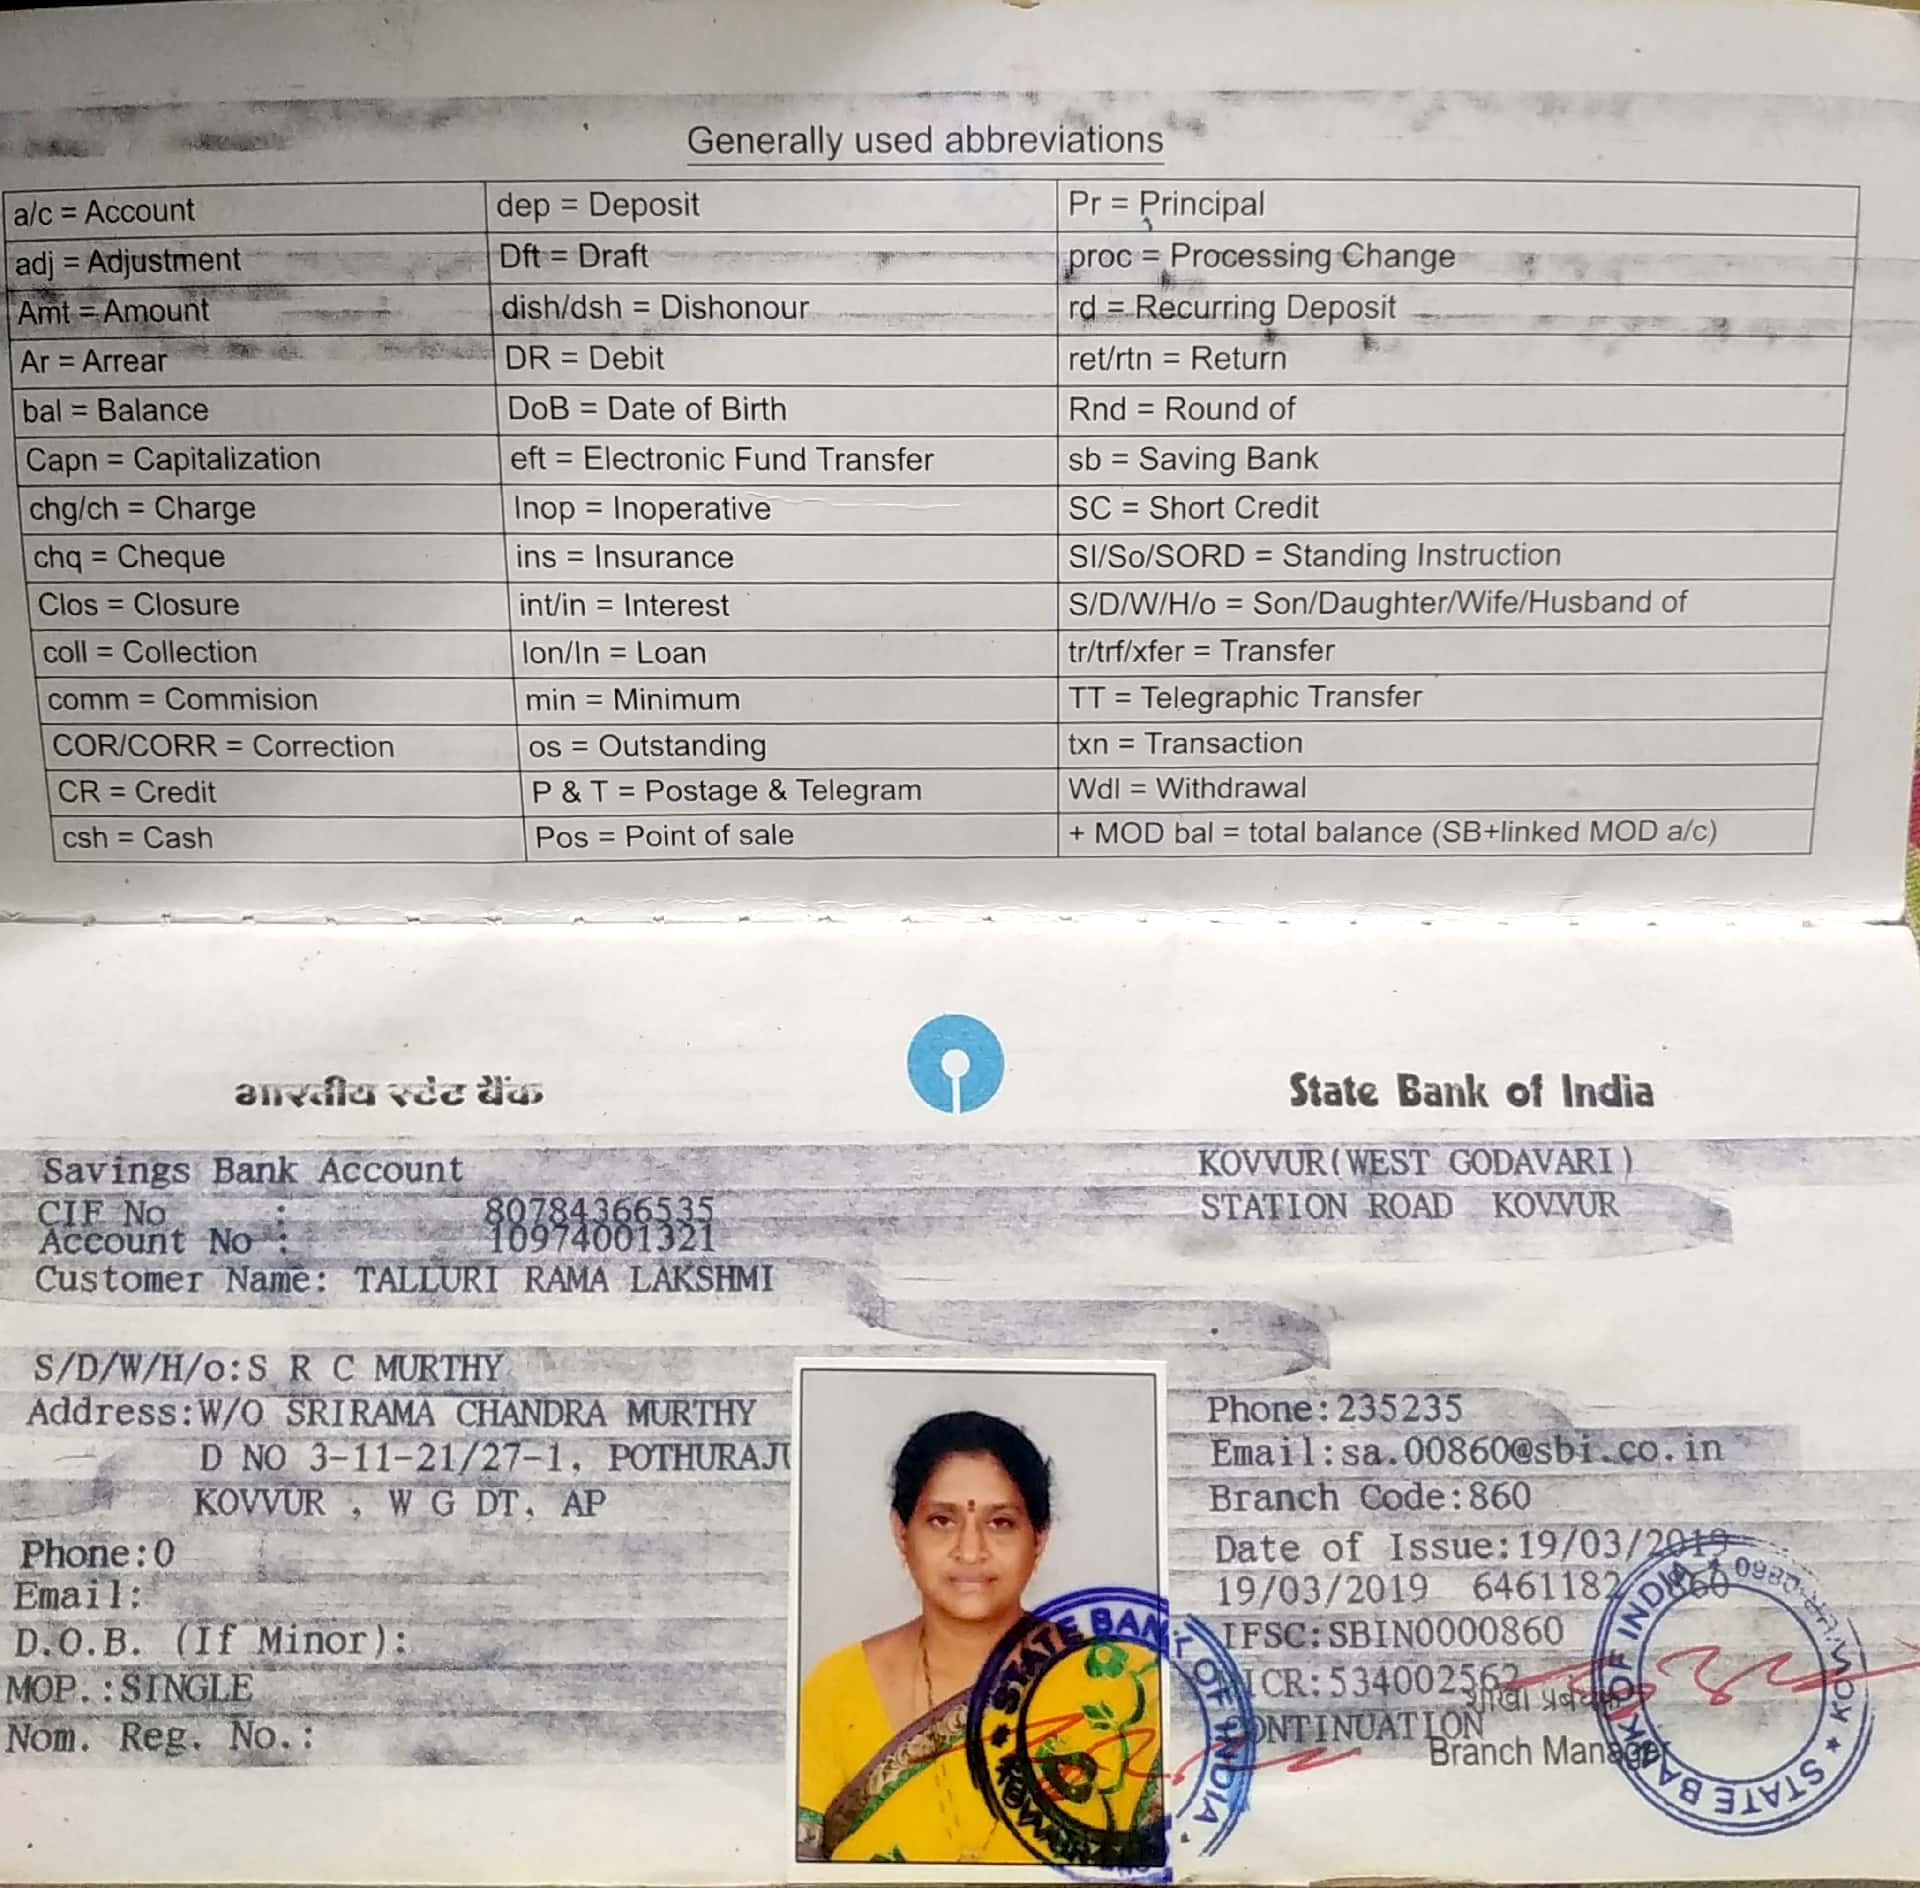 Generally used abbreviations
a/c = Account	dep = Deposit	Pr = Principal
adj = Adjustment	Dft = Draft	proc = Processing Change
Amt = Amount	dish/dsh = Dishonour	rd = Recurring Deposit
Ar = Arrear	DR = Debit	ret/rtn = Return
bal = Balance	DoB = Date of Birth	Rnd = Round of
Capn = Capitalization	eft = Electronic Fund Transfer	sb = Saving Bank
chg/ch = Charge	Inop = Inoperative	SC = Short Credit
chq = Cheque	ins = Insurance	SI/So/SORD = Standing Instruction
Clos = Closure	int/in = Interest	S/D/W/H/o = Son/Daughter/Wife/Husband of
coll = Collection	lon/ln = Loan	tr/trf/xfer = Transfer
comm = Commision	min = Minimum	TT = Telegraphic Transfer
COR/CORR = Correction	os = Outstanding	txn = Transaction
CR = Credit	P & T = Postage & Telegram	Wdl = Withdrawal
csh = Cash	Pos = Point of sale	+ MOD bal = total balance (SB+linked MOD a/c)
भारतीय स्टेट बैंक	State Bank of India
Savings Bank Account
CIF No : 80784366535
Account No : 10974001321
Customer Name: TALLURI RAMA LAKSHMI
S/D/W/H/o:S R C MURTHY
Address:W/O SRIRAMA CHANDRA MURTHY
D NO 3-11-21/27-1, POTHURAJU
KOVVUR , W G DT, AP
Phone:0
Email:
D.O.B. (If Minor):
MOP.:SINGLE
Nom. Reg. No.:
KOVVUR(WEST GODAVARI)
STATION ROAD KOVVUR
Phone:235235
Email:sa.00860@sbi.co.in
Branch Code:860
Date of Issue:19/03/2019
19/03/2019 6461182 860
IFSC:SBIN0000860
ICR:534002562
ONTINUATION
शाखा प्रबंधक
Branch Manager
STATE BANK OF INDIA
STATE BANK OF INDIA